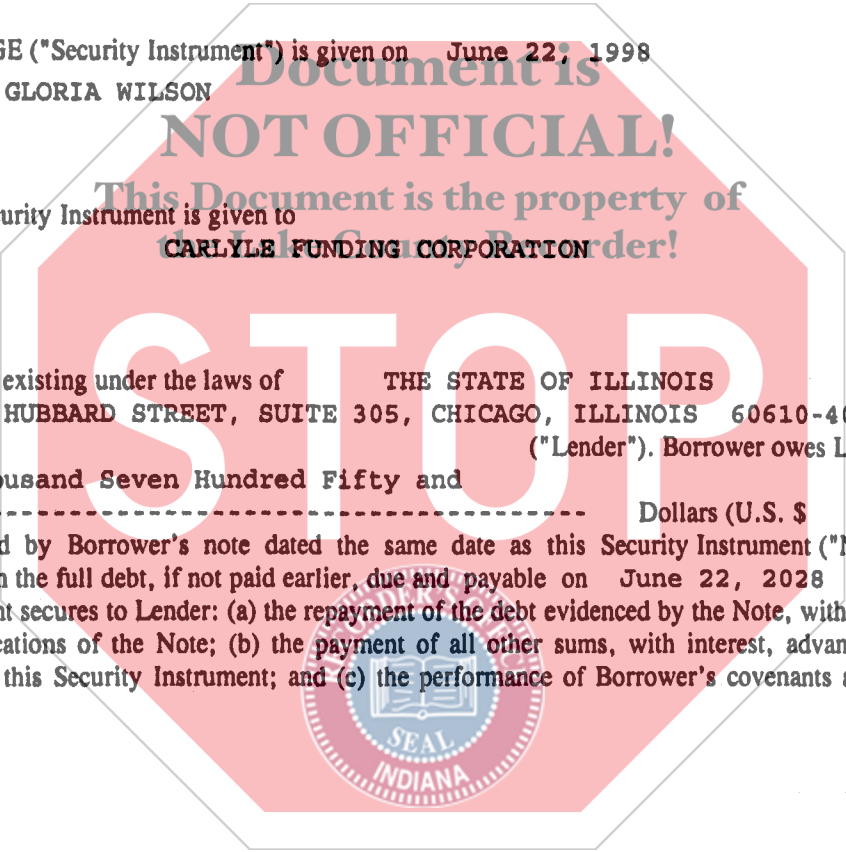 GE ("Security Instrument") is given on June 22, 1998
GLORIA WILSON
Document is
NOT OFFICIAL!
This Document is the property of
the Lake County Recorder!
urity Instrument is given to
CARLYLE FUNDING CORPORATION
STOP
existing under the laws of THE STATE OF ILLINOIS
HUBBARD STREET, SUITE 305, CHICAGO, ILLINOIS 60610-40
("Lender"). Borrower owes L
ousand Seven Hundred Fifty and
Dollars (U.S. $
d by Borrower's note dated the same date as this Security Instrument ("N
n the full debt, if not paid earlier, due and payable on June 22, 2028
nt secures to Lender: (a) the repayment of the debt evidenced by the Note, with
cations of the Note; (b) the payment of all other sums, with interest, advan
this Security Instrument; and (c) the performance of Borrower's covenants a
SEAL
INDIANA